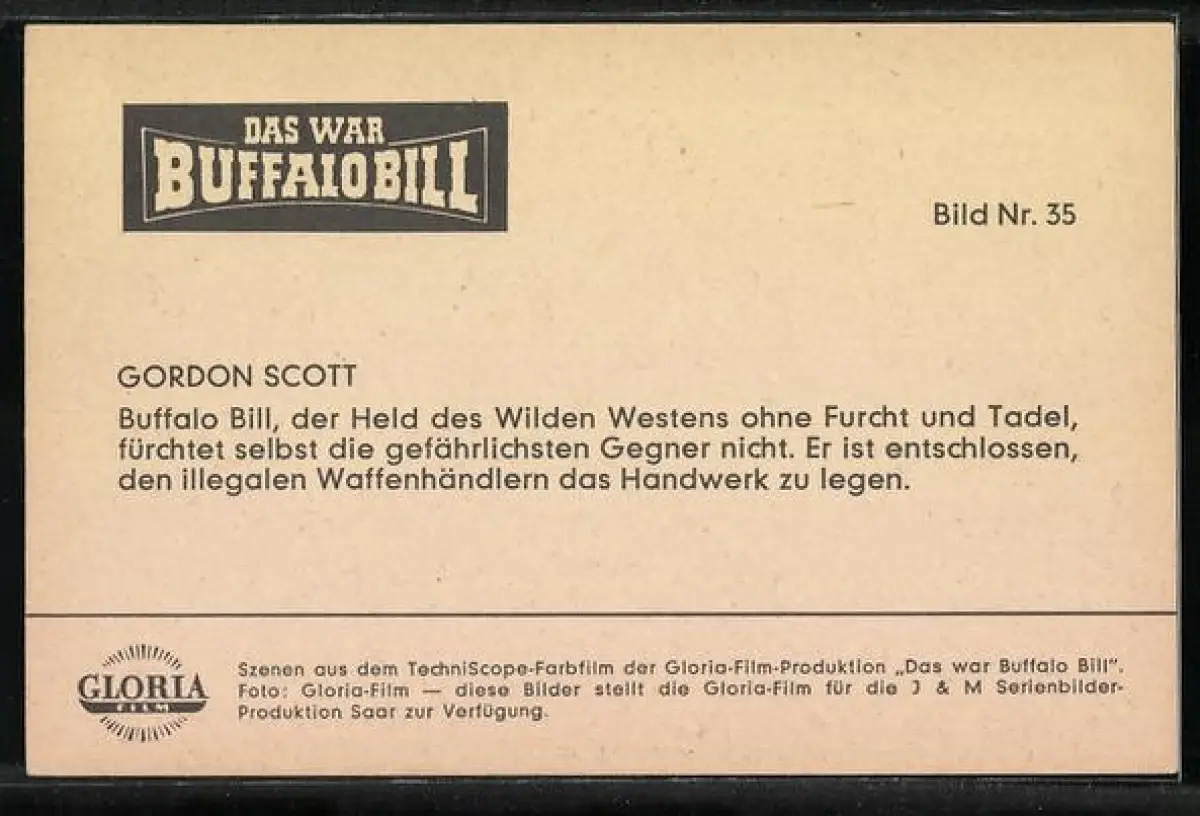 DAS WAR
BUFFALO BILL
Bild Nr. 35
GORDON SCOTT
Buffalo Bill, der Held des Wilden Westens ohne Furcht und Tadel,
fürchtet selbst die gefährlichsten Gegner nicht. Er ist entschlossen,
den illegalen Waffenhändlern das Handwerk zu legen.
GLORIA
FILM
Szenen aus dem TechniScope-Farbfilm der Gloria-Film-Produktion „Das war Buffalo Bill".
Foto: Gloria-Film — diese Bilder stellt die Gloria-Film für die J & M Serienbilder-
Produktion Saar zur Verfügung.